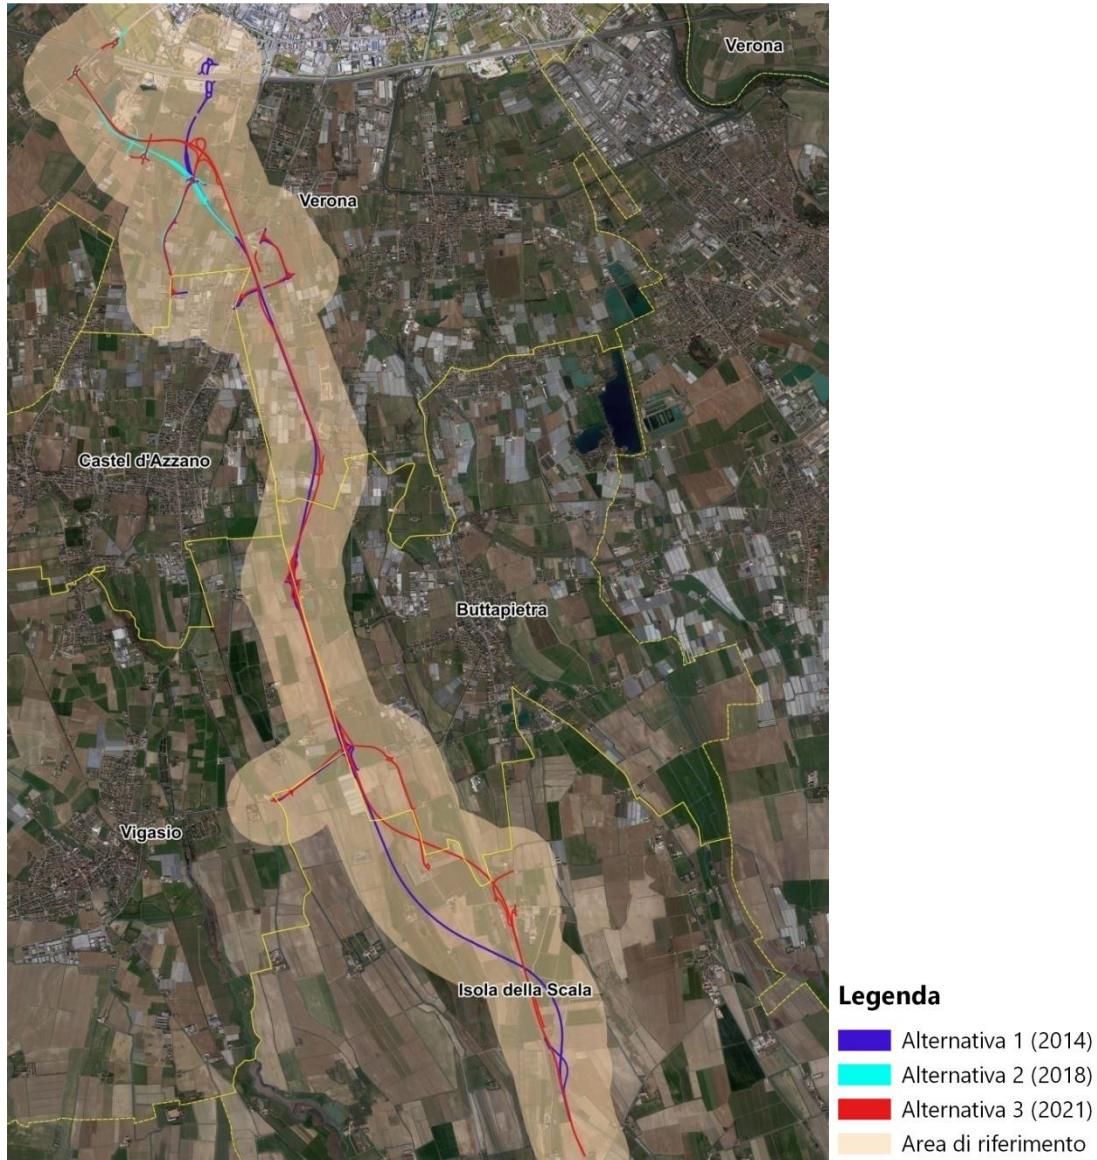 Verona
Verona
Castel d'Azzano
Buttapietra
Vigasio
Isola della Scala
Legenda
Alternativa 1 (2014)
Alternativa 2 (2018)
Alternativa 3 (2021)
Area di riferimento